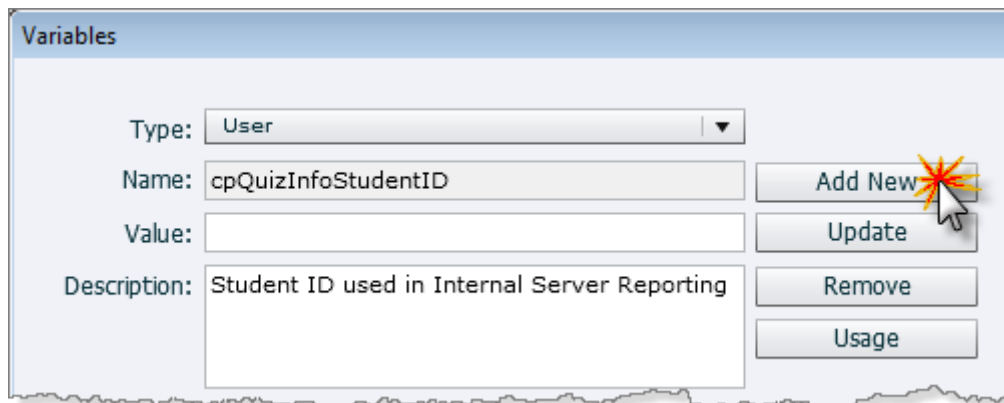 Variables
Type: User
Name: cpQuizInfoStudentID Add New
Value: Update
Description: Student ID used in Internal Server Reporting Remove
Usage